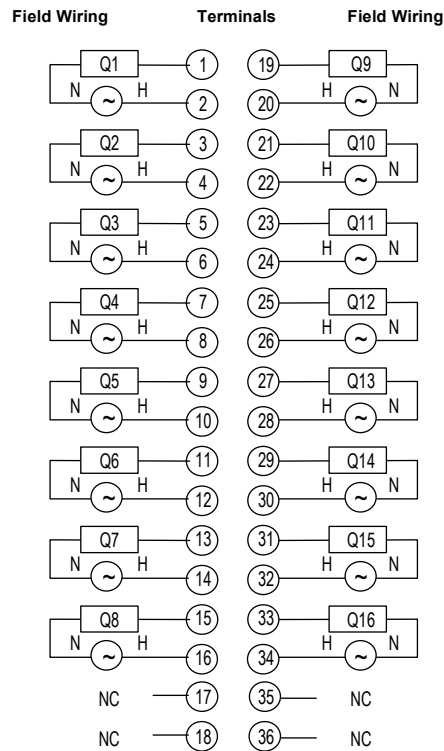 Field Wiring Terminals Field Wiring
Q1 1 19 Q9
N H 2 20 H N
Q2 3 21 Q10
N H 4 22 H N
Q3 5 23 Q11
N H 6 24 H N
Q4 7 25 Q12
N H 8 26 H N
Q5 9 27 Q13
N H 10 28 H N
Q6 11 29 Q14
N H 12 30 H N
Q7 13 31 Q15
N H 14 32 H N
Q8 15 33 Q16
N H 16 34 H N
NC 17 35 NC
NC 18 36 NC